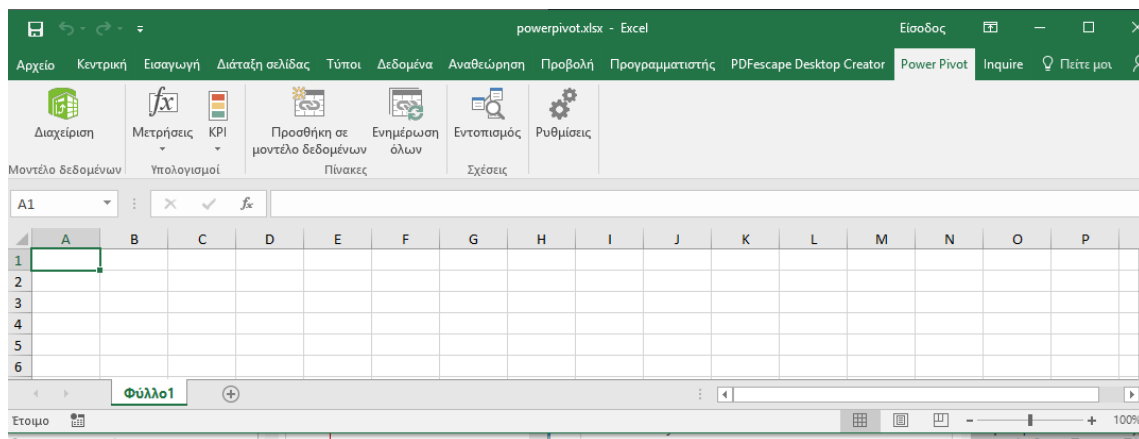 powerpivot.xlsx - Excel Είσοδος
Αρχείο Κεντρική Εισαγωγή Διάταξη σελίδας Τύποι Δεδομένα Αναθεώρηση Προβολή Προγραμματιστής PDFescape Desktop Creator Power Pivot Inquire Πείτε μου
Διαχείριση Μετρήσεις KPI Προσθήκη σε μοντέλο δεδομένων Ενημέρωση όλων Εντοπισμός Ρυθμίσεις
Μοντέλο δεδομένων Υπολογισμοί Πίνακες Σχέσεις
A1 fx
A B C D E F G H I J K L M N O P
1
2
3
4
5
6
Φύλλο1
Έτοιμο 100%